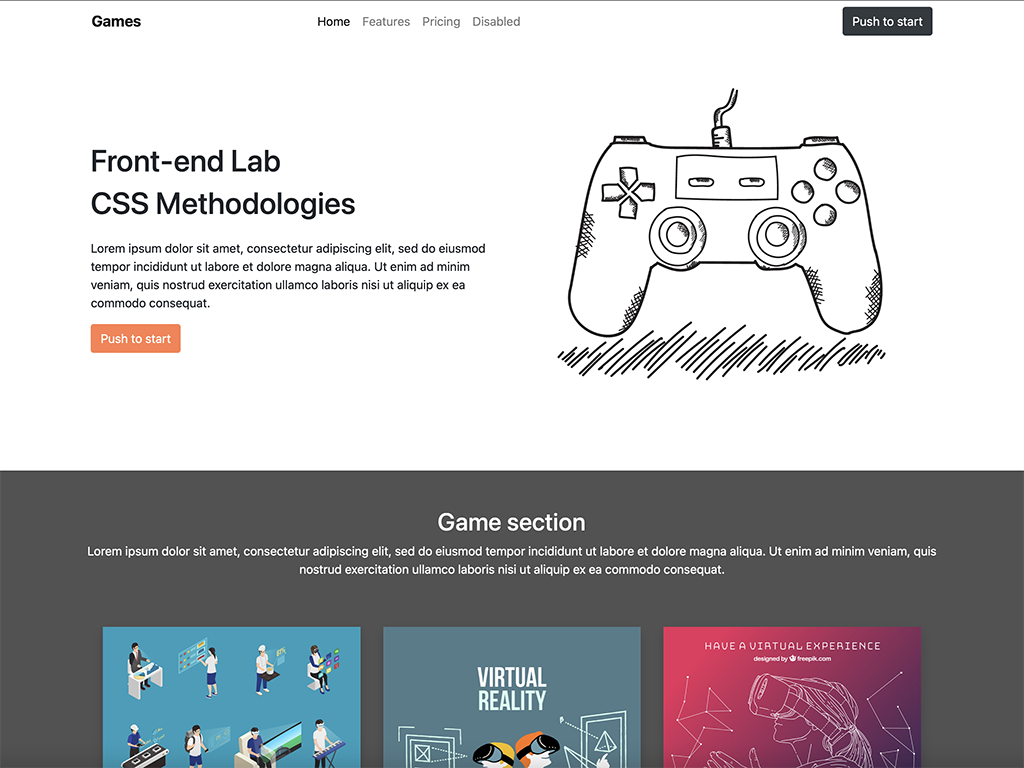 Games
Home Features Pricing Disabled
Push to start
Front-end Lab
CSS Methodologies
Lorem ipsum dolor sit amet, consectetur adipiscing elit, sed do eiusmod
tempor incididunt ut labore et dolore magna aliqua. Ut enim ad minim
veniam, quis nostrud exercitation ullamco laboris nisi ut aliquip ex ea
commodo consequat.
Push to start
Game section
Lorem ipsum dolor sit amet, consectetur adipiscing elit, sed do eiusmod tempor incididunt ut labore et dolore magna aliqua. Ut enim ad minim veniam, quis
nostrud exercitation ullamco laboris nisi ut aliquip ex ea commodo consequat.
VIRTUAL
REALITY
HAVE A VIRTUAL EXPERIENCE
designed by freepik.com